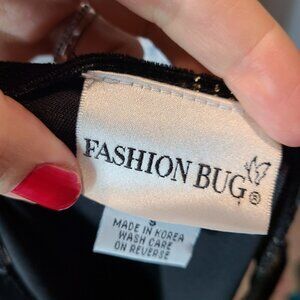 FASHION BUG®
S
MADE IN KOREA
WASH CARE
ON REVERSE